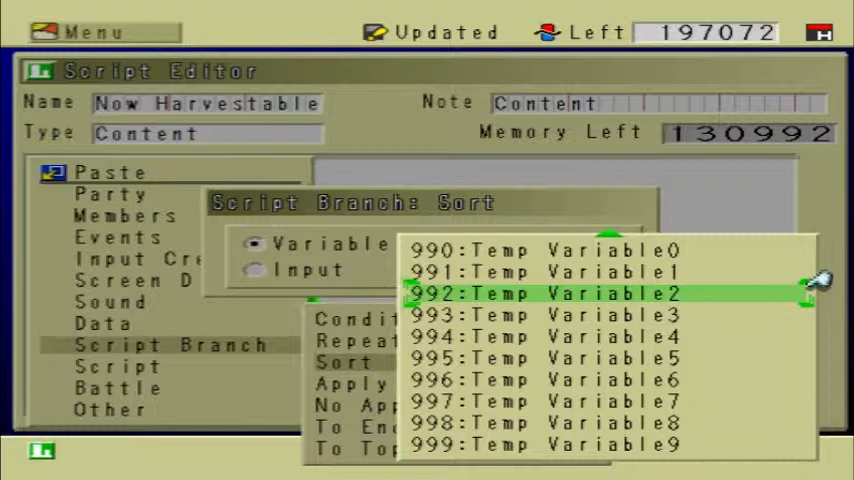 Menu Updated Left 197072
Script Editor
Name Now Harvestable Note Content
Type Content Memory Left 130992
Paste
Party
Members
Events
Input Cre
Screen D
Sound
Data
Script Branch
Script
Battle
Other
Script Branch: Sort
Variable
Input
Condit
Repeat
Sort
Apply
No App
To En
To Top
990:Temp Variable0
991:Temp Variable1
992:Temp Variable2
993:Temp Variable3
994:Temp Variable4
995:Temp Variable5
996:Temp Variable6
997:Temp Variable7
998:Temp Variable8
999:Temp Variable9